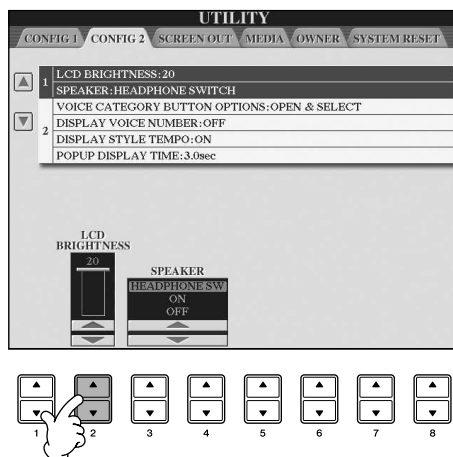 UTILITY
CONFIG 1 CONFIG 2 SCREEN OUT MEDIA OWNER SYSTEM RESET
1
LCD BRIGHTNESS:20
SPEAKER:HEADPHONE SWITCH
2
VOICE CATEGORY BUTTON OPTIONS:OPEN & SELECT
DISPLAY VOICE NUMBER:OFF
DISPLAY STYLE TEMPO:ON
POPUP DISPLAY TIME:3.0sec
LCD
BRIGHTNESS
20
SPEAKER
HEADPHONE SW
ON
OFF
1 2 3 4 5 6 7 8